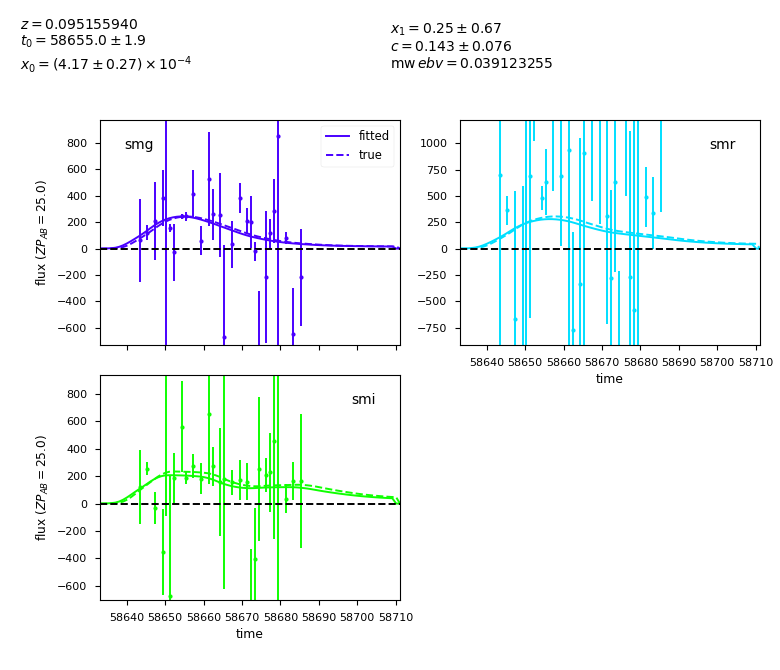 z = 0.095155940
t₀ = 58655.0 ± 1.9
x₀ = (4.17 ± 0.27) × 10⁻⁴
x₁ = 0.25 ± 0.67
c = 0.143 ± 0.076
mw ebv = 0.039123255
smg
fitted
true
800
600
400
200
0
−200
−400
−600
flux (ZP_AB = 25.0)
smr
1000
750
500
250
0
−250
−500
−750
58640 58650 58660 58670 58680 58690 58700 58710
time
smi
800
600
400
200
0
−200
−400
−600
flux (ZP_AB = 25.0)
58640 58650 58660 58670 58680 58690 58700 58710
time